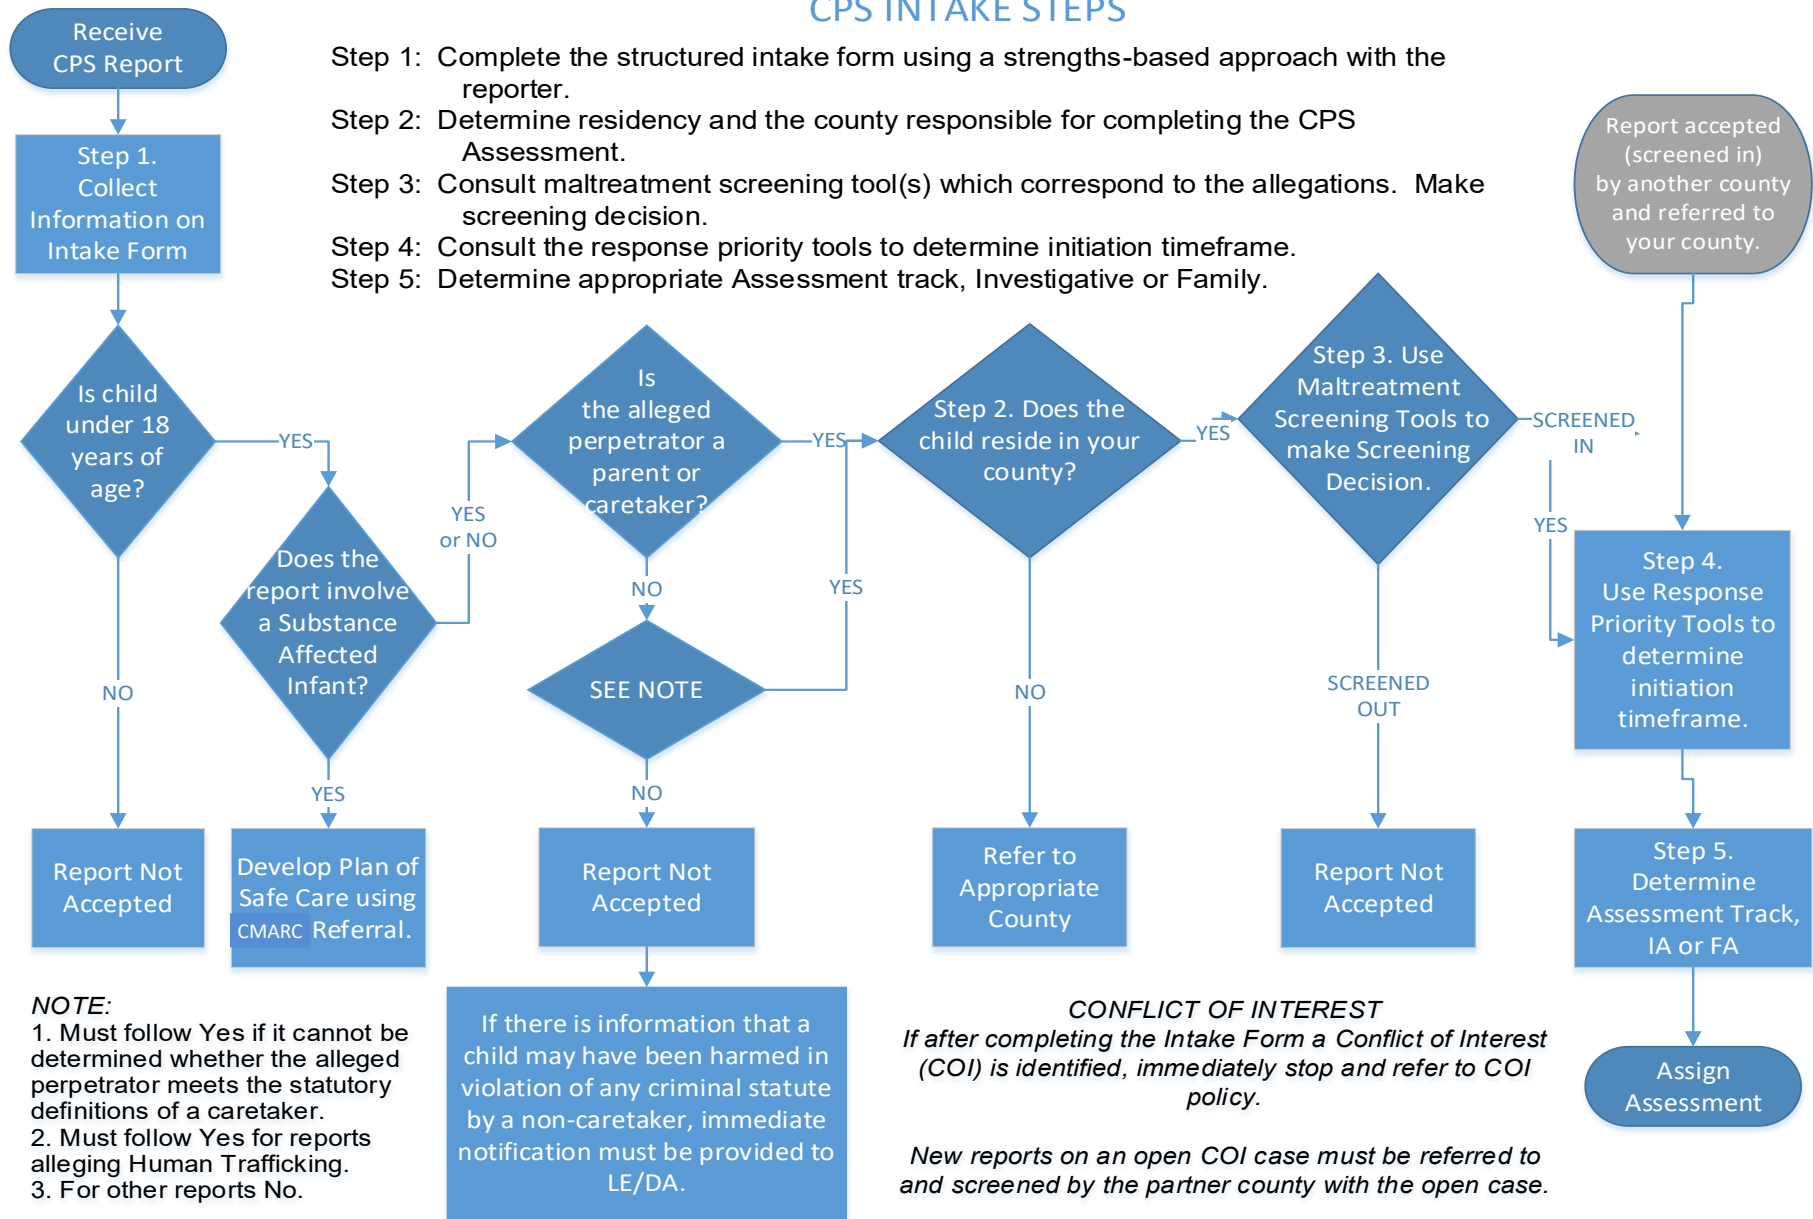 CPS INTAKE STEPS
Receive
CPS Report
Step 1: Complete the structured intake form using a strengths-based approach with the
reporter.
Step 2: Determine residency and the county responsible for completing the CPS
Assessment.
Step 3: Consult maltreatment screening tool(s) which correspond to the allegations. Make
screening decision.
Step 4: Consult the response priority tools to determine initiation timeframe.
Step 5: Determine appropriate Assessment track, Investigative or Family.
Report accepted
(screened in)
by another county
and referred to
your county.
Step 1.
Collect
Information on
Intake Form
Is child
under 18
years of
age?
YES
NO
Does the
report involve
a Substance
Affected
Infant?
YES
or NO
YES
Is
the alleged
perpetrator a
parent or
caretaker?
YES
NO
SEE NOTE
YES
NO
Step 2. Does the
child reside in your
county?
YES
NO
Step 3. Use
Maltreatment
Screening Tools to
make Screening
Decision.
SCREENED
IN
YES
SCREENED
OUT
Step 4.
Use Response
Priority Tools to
determine
initiation
timeframe.
Report Not
Accepted
Develop Plan of
Safe Care using
CMARC Referral.
Report Not
Accepted
Refer to
Appropriate
County
Report Not
Accepted
Step 5.
Determine
Assessment Track,
IA or FA
NOTE:
1. Must follow Yes if it cannot be
determined whether the alleged
perpetrator meets the statutory
definitions of a caretaker.
2. Must follow Yes for reports
alleging Human Trafficking.
3. For other reports No.
If there is information that a
child may have been harmed in
violation of any criminal statute
by a non-caretaker, immediate
notification must be provided to
LE/DA.
CONFLICT OF INTEREST
If after completing the Intake Form a Conflict of Interest
(COI) is identified, immediately stop and refer to COI
policy.
New reports on an open COI case must be referred to
and screened by the partner county with the open case.
Assign
Assessment